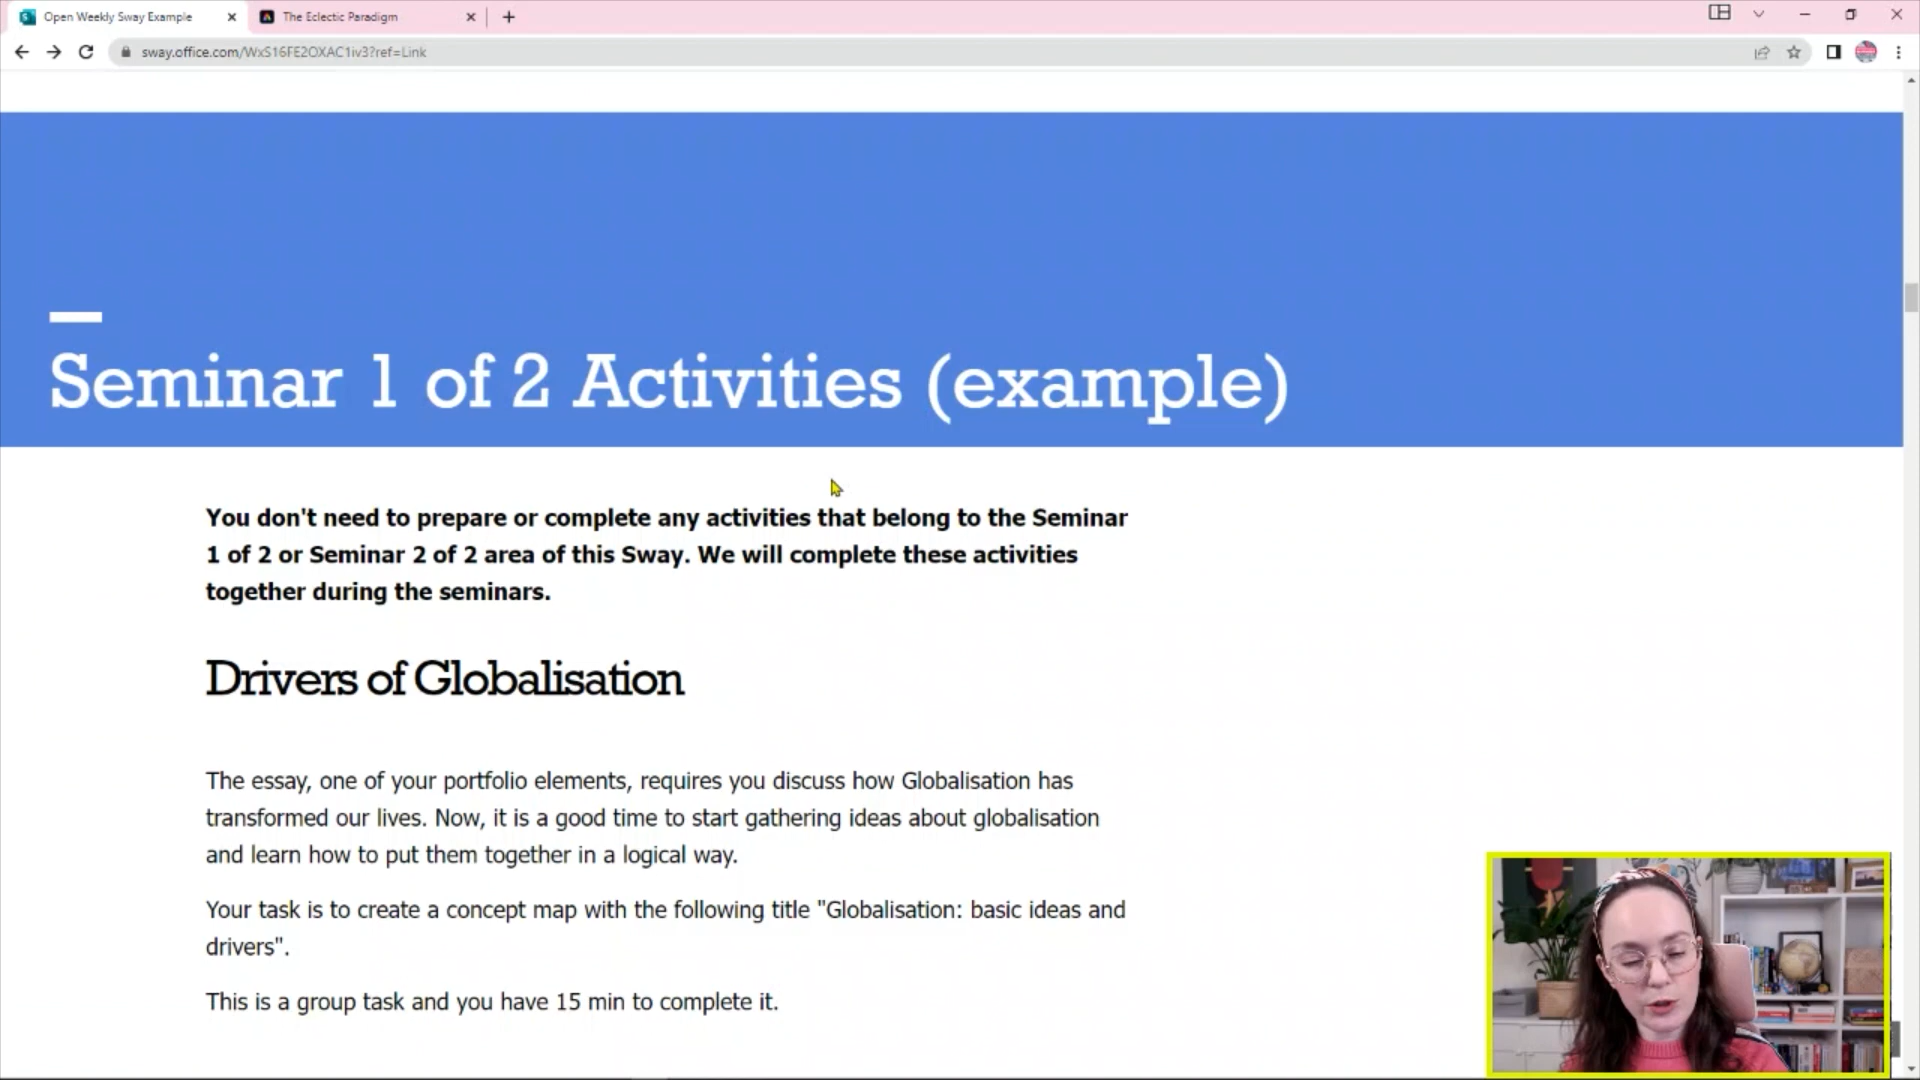 Open Weekly Sway Example
The Eclectic Paradigm
sway.office.com/WxS16FE2OXAC1iv3?ref=Link
Seminar 1 of 2 Activities (example)
You don't need to prepare or complete any activities that belong to the Seminar
1 of 2 or Seminar 2 of 2 area of this Sway. We will complete these activities
together during the seminars.
Drivers of Globalisation
The essay, one of your portfolio elements, requires you discuss how Globalisation has
transformed our lives. Now, it is a good time to start gathering ideas about globalisation
and learn how to put them together in a logical way.
Your task is to create a concept map with the following title "Globalisation: basic ideas and
drivers".
This is a group task and you have 15 min to complete it.